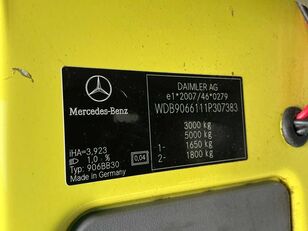 DAIMLER AG
e1*2007/46*0279
WDB9066111P307383
3000 kg
5000 kg
1- 1650 kg
2- 1800 kg
Mercedes-Benz
iHA=3,923
1,0 % 0,04
Typ: 906BB30
Made in Germany